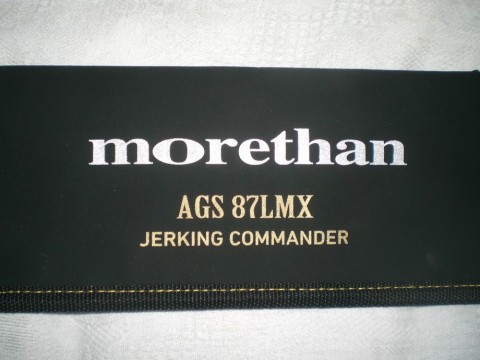 morethan
AGS 87LMX
JERKING COMMANDER